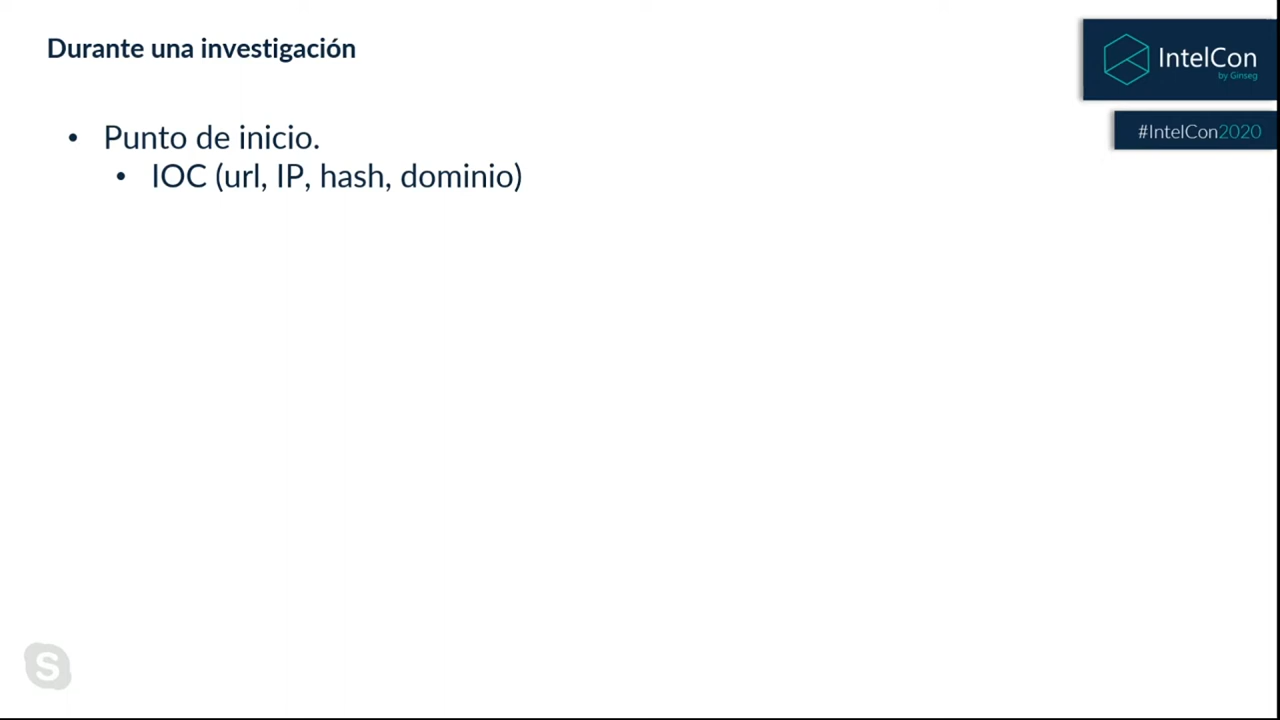 Durante una investigación
IntelCon
by Ginseg
#IntelCon2020
• Punto de inicio.
• IOC (url, IP, hash, dominio)
S